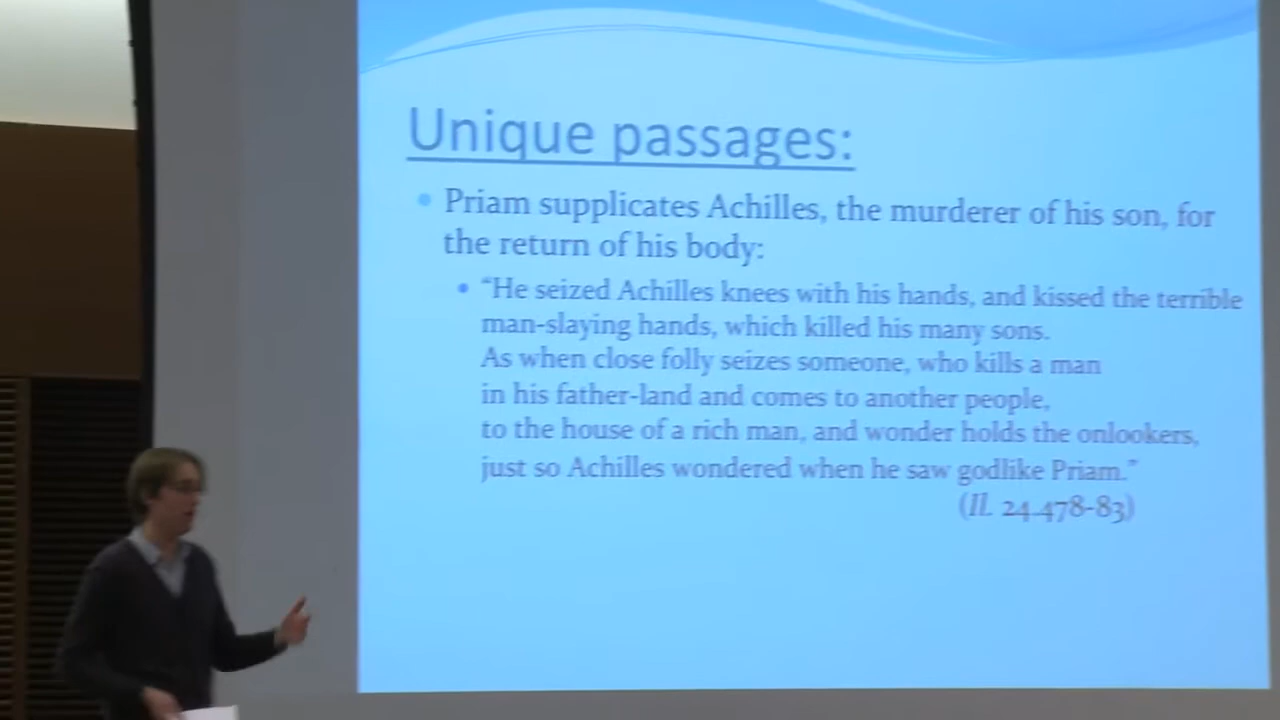 Unique passages:
Priam supplicates Achilles, the murderer of his son, for
the return of his body:
“He seized Achilles knees with his hands, and kissed the terrible
man-slaying hands, which killed his many sons.
As when close folly seizes someone, who kills a man
in his father-land and comes to another people,
to the house of a rich man, and wonder holds the onlookers,
just so Achilles wondered when he saw godlike Priam.”
(Il. 24.478-83)